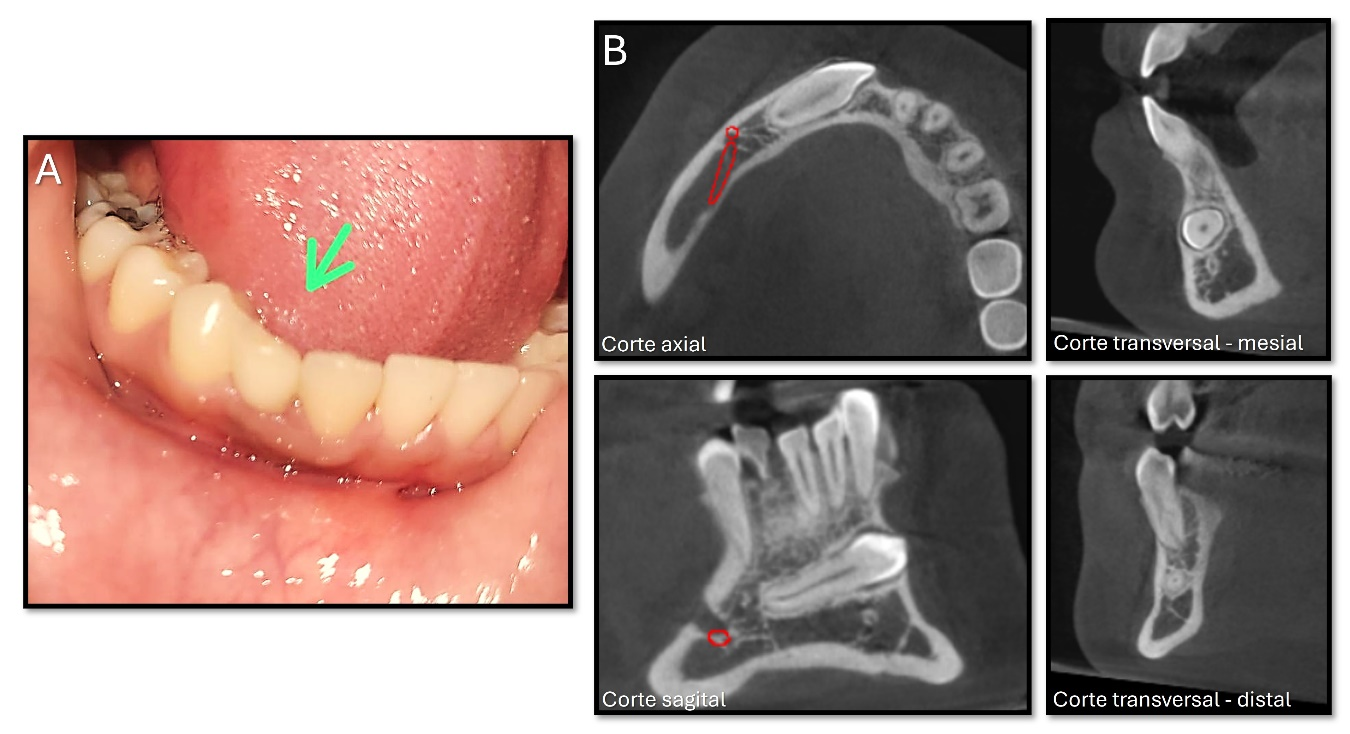 A
B
Corte axial
Corte transversal - mesial
Corte sagital
Corte transversal - distal